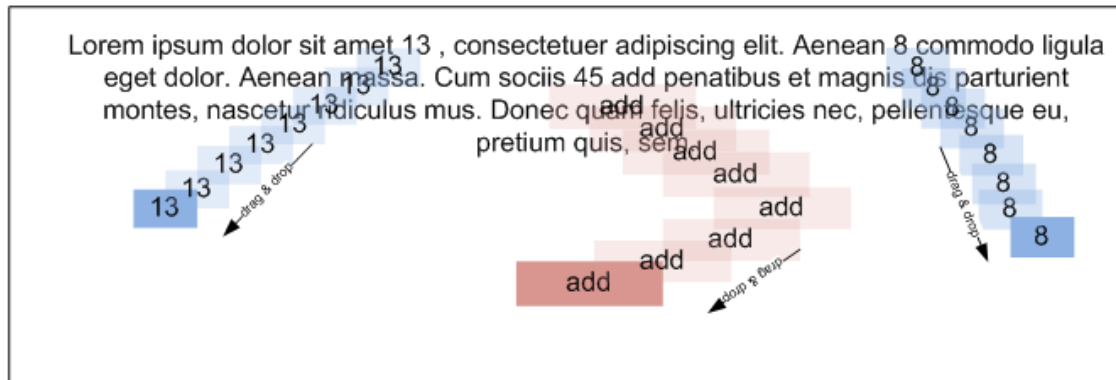 Lorem ipsum dolor sit amet 13 , consectetuer adipiscing elit. Aenean 8 commodo ligula
eget dolor. Aenean massa. Cum sociis 45 add penatibus et magnis dis parturient
montes, nascetur ridiculus mus. Donec quam felis, ultricies nec, pellentesque eu,
pretium quis, sem.
13
13
13
13
13
13
13
13
drag & drop
add
add
add
add
add
add
add
add
drag & drop
8
8
8
8
8
8
8
8
drag & drop